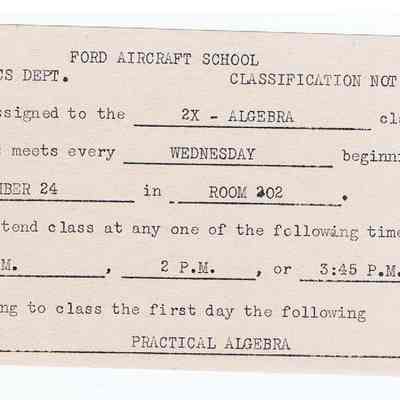 FORD AIRCRAFT SCHOOL
CS DEPT. CLASSIFICATION NOT
ssigned to the 2X - ALGEBRA cl
meets every WEDNESDAY beginni
BER 24 in ROOM 202 .
tend class at any one of the following time
M. , 2 P.M. , or 3:45 P.M.
ng to class the first day the following
PRACTICAL ALGEBRA